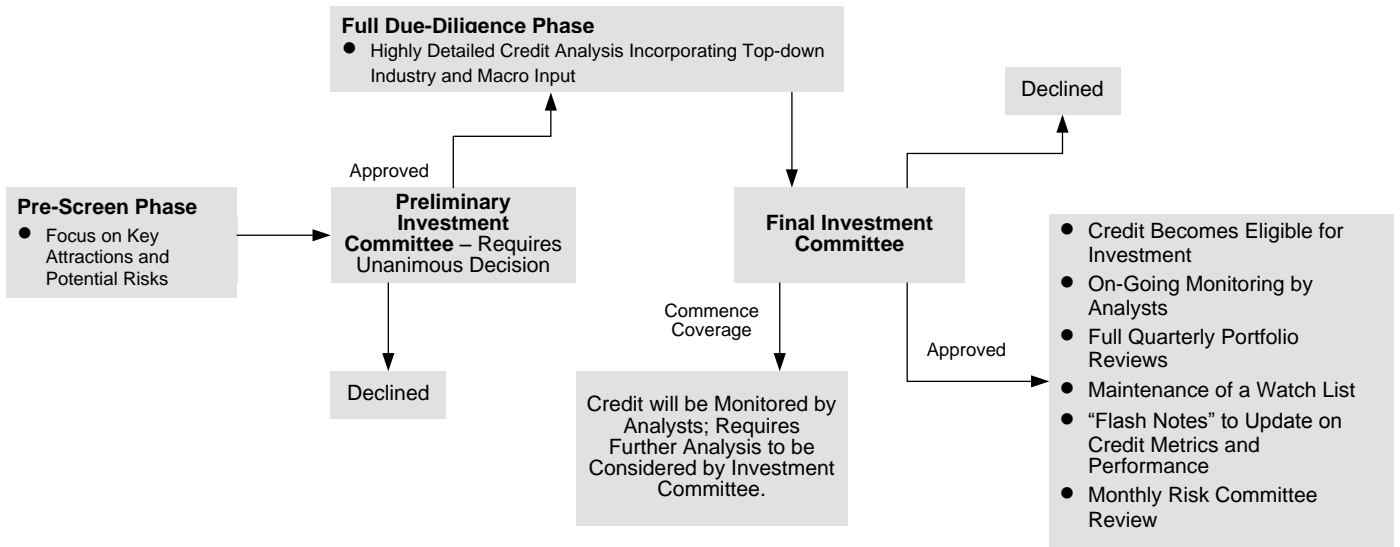 Full Due-Diligence Phase
● Highly Detailed Credit Analysis Incorporating Top-down
Industry and Macro Input
Declined
Approved
Pre-Screen Phase
● Focus on Key
Attractions and
Potential Risks
Preliminary
Investment
Committee – Requires
Unanimous Decision
Final Investment
Committee
Declined
Commence
Coverage
Approved
Credit will be Monitored by
Analysts; Requires
Further Analysis to be
Considered by Investment
Committee.
● Credit Becomes Eligible for
Investment
● On-Going Monitoring by
Analysts
● Full Quarterly Portfolio
Reviews
● Maintenance of a Watch List
● “Flash Notes” to Update on
Credit Metrics and
Performance
● Monthly Risk Committee
Review